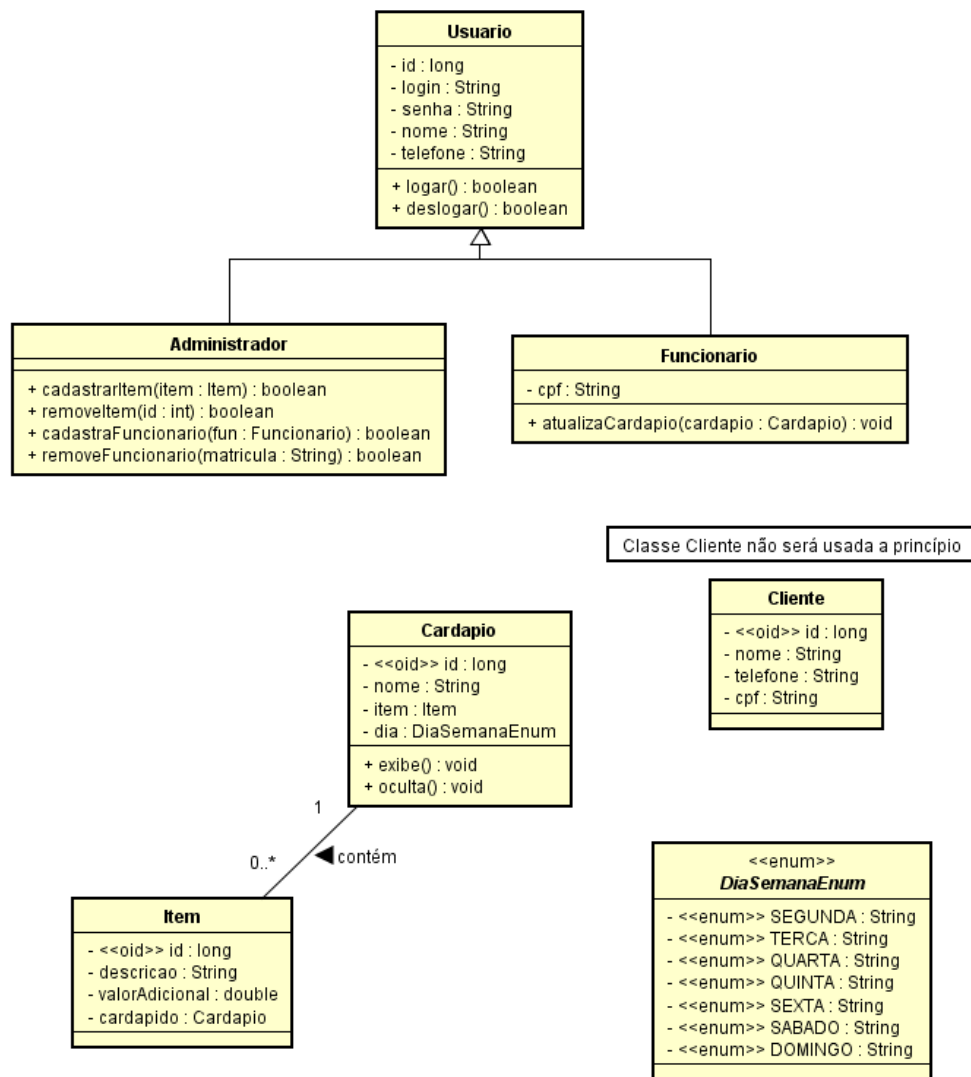 Usuario
- id : long
- login : String
- senha : String
- nome : String
- telefone : String
+ logar() : boolean
+ deslogar() : boolean
Administrador
+ cadastrarItem(item : Item) : boolean
+ removeItem(id : int) : boolean
+ cadastraFuncionario(fun : Funcionario) : boolean
+ removeFuncionario(matricula : String) : boolean
Funcionario
- cpf : String
+ atualizaCardapio(cardapio : Cardapio) : void
Classe Cliente não será usada a princípio
Cliente
- <<oid>> id : long
- nome : String
- telefone : String
- cpf : String
Cardapio
- <<oid>> id : long
- nome : String
- item : Item
- dia : DiaSemanaEnum
+ exibe() : void
+ oculta() : void
1
0..*
contém
Item
- <<oid>> id : long
- descricao : String
- valorAdicional : double
- cardapido : Cardapio
<<enum>>
DiaSemanaEnum
- <<enum>> SEGUNDA : String
- <<enum>> TERCA : String
- <<enum>> QUARTA : String
- <<enum>> QUINTA : String
- <<enum>> SEXTA : String
- <<enum>> SABADO : String
- <<enum>> DOMINGO : String